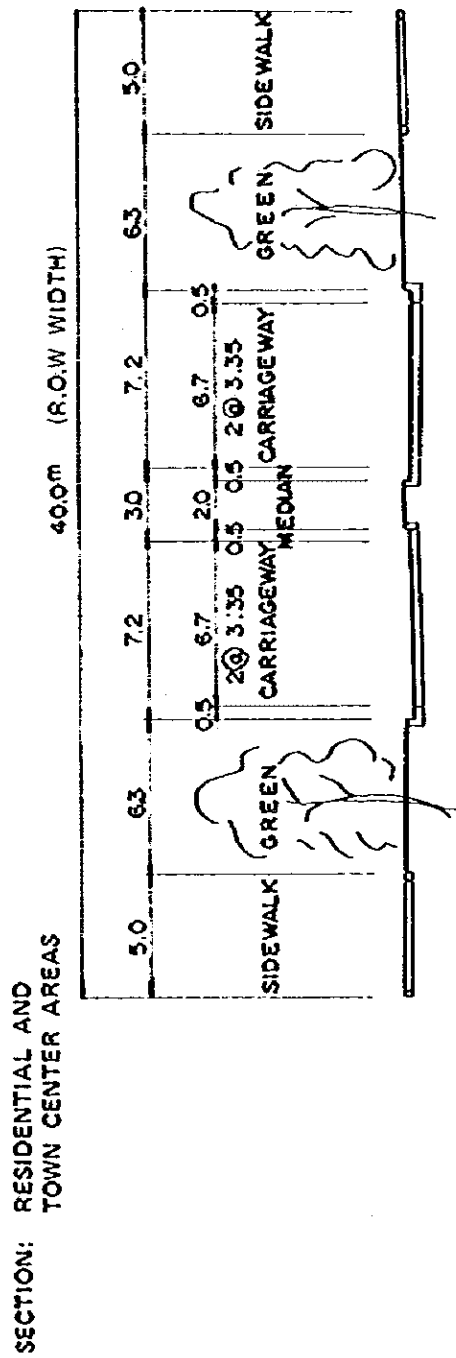 SECTION: RESIDENTIAL AND
TOWN CENTER AREAS
40.0m (R.O.W WIDTH)
5.0 6.3 7.2 3.0 7.2 6.3 5.0
0.5 6.7 0.5 2.0 0.5 6.7 0.5
2@ 3.35 2@ 3.35
SIDEWALK GREEN CARRIAGEWAY CARRIAGEWAY GREEN SIDEWALK
MEDIAN